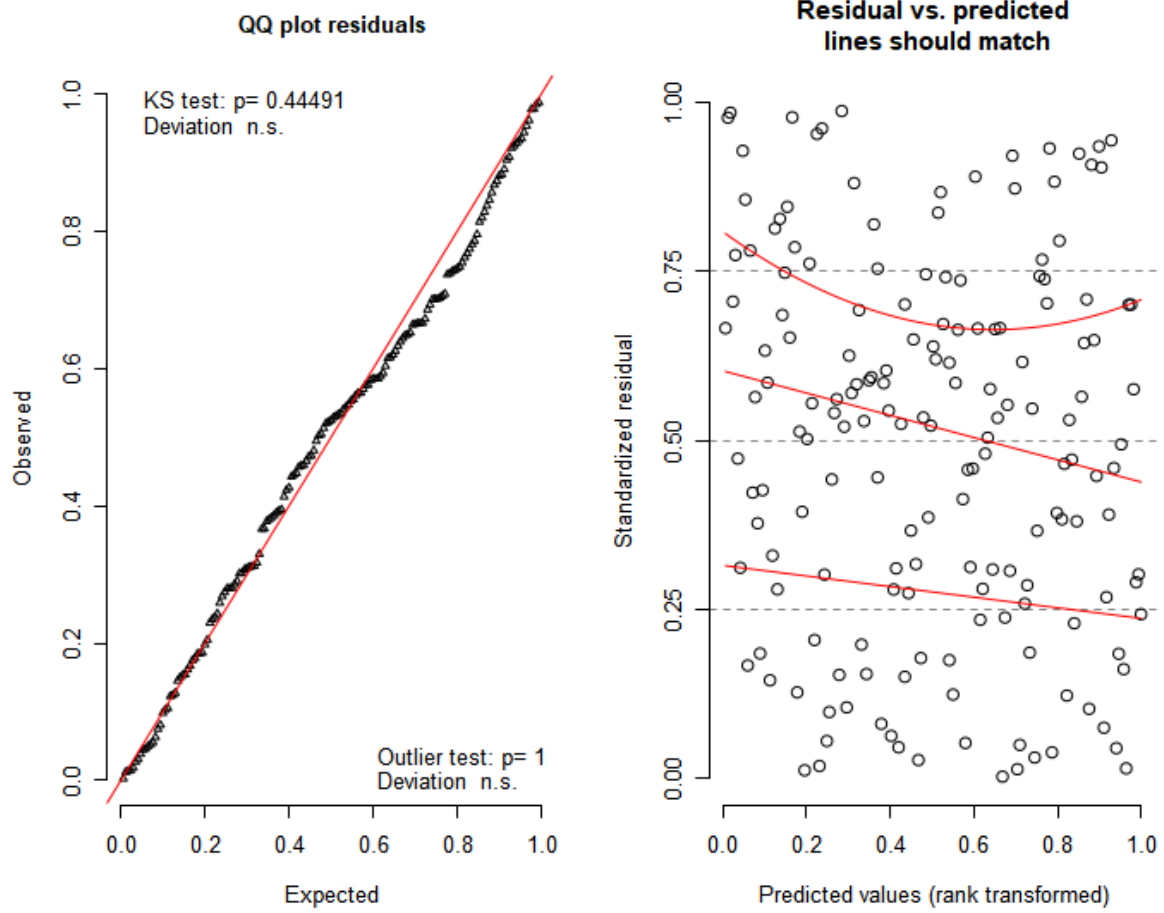 QQ plot residuals
KS test: p= 0.44491
Deviation n.s.
Outlier test: p= 1
Deviation n.s.
Observed
0.0 0.2 0.4 0.6 0.8 1.0
0.0 0.2 0.4 0.6 0.8 1.0
Expected
Residual vs. predicted
lines should match
Standardized residual
0.00 0.25 0.50 0.75 1.00
0.0 0.2 0.4 0.6 0.8 1.0
Predicted values (rank transformed)